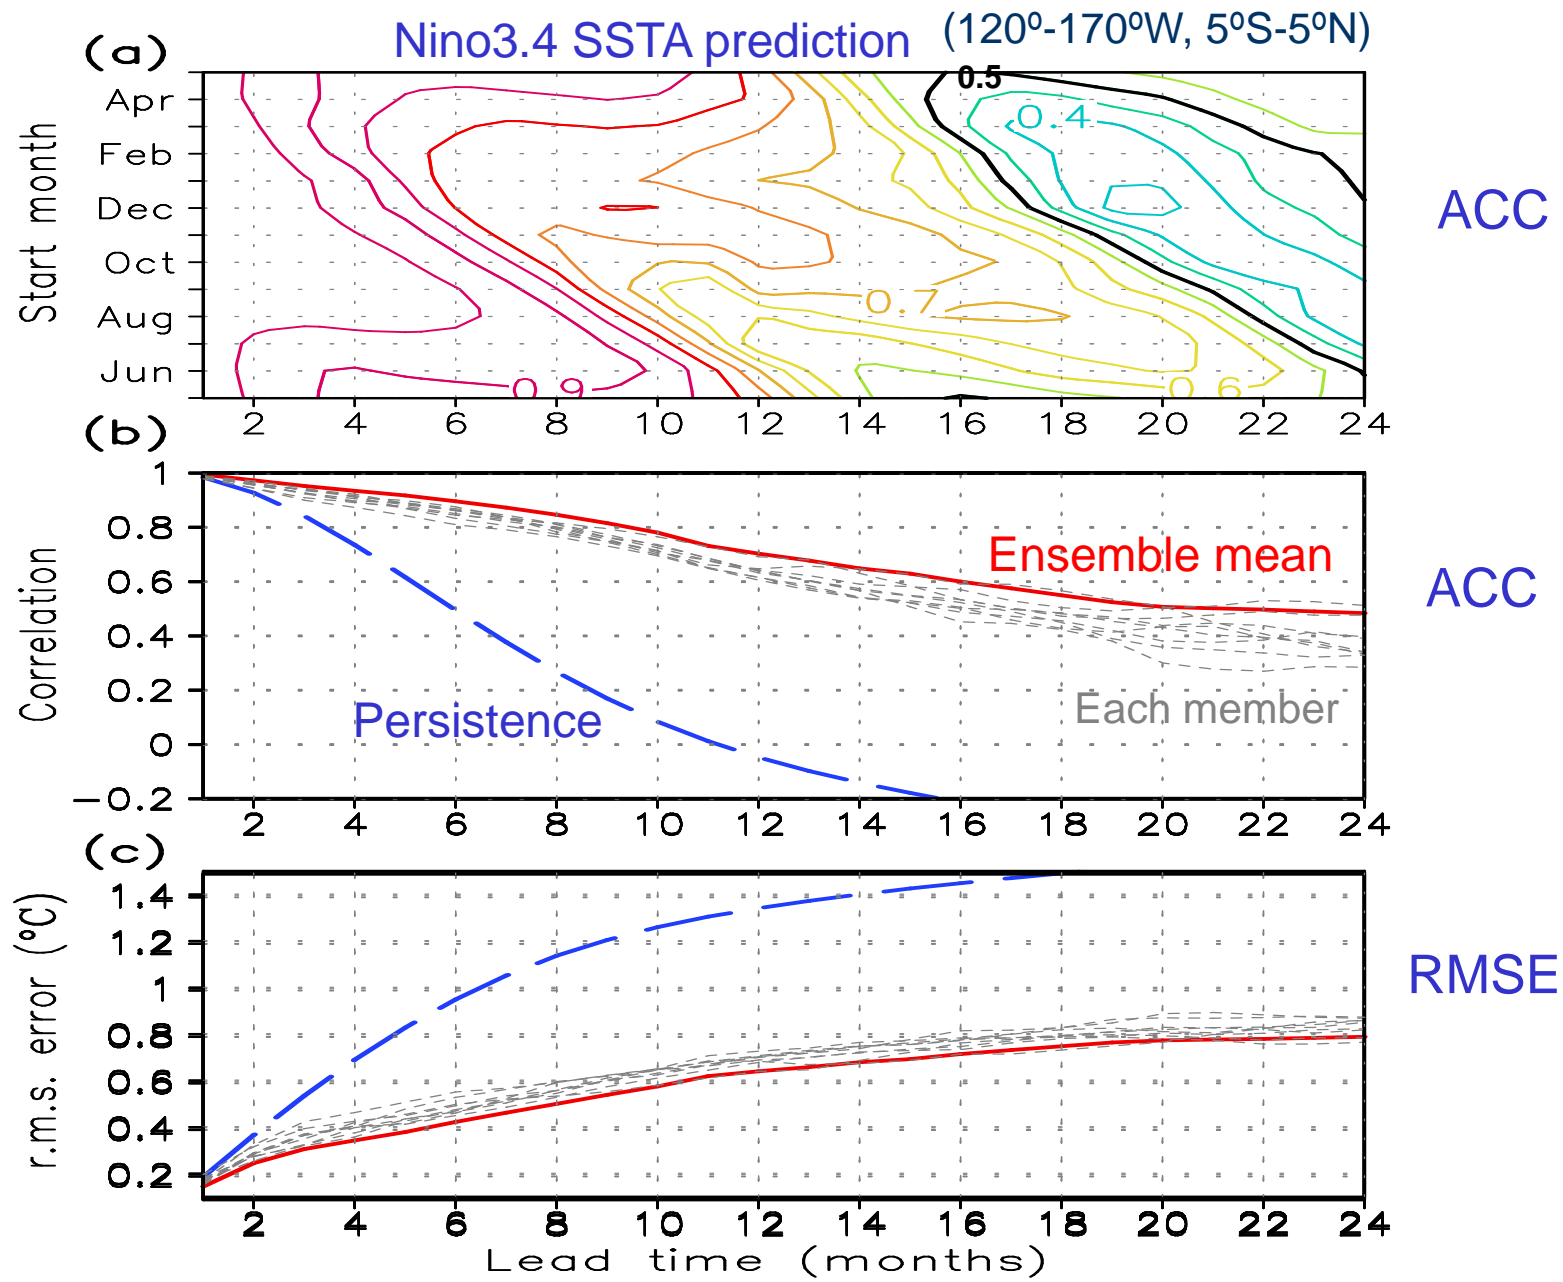 Nino3.4 SSTA prediction (120º-170ºW, 5ºS-5ºN)
(a)
0.5
Apr
0.4
Feb
Dec
Oct
0.7
Aug
Jun
0.9
0.6
Start month
ACC
2 4 6 8 10 12 14 16 18 20 22 24
(b)
1
0.8
0.6
0.4
0.2
0
−0.2
Correlation
Ensemble mean
Persistence
Each member
ACC
2 4 6 8 10 12 14 16 18 20 22 24
(c)
1.4
1.2
1
0.8
0.6
0.4
0.2
r.m.s. error (ºC)
RMSE
2 4 6 8 10 12 14 16 18 20 22 24
Lead time (months)